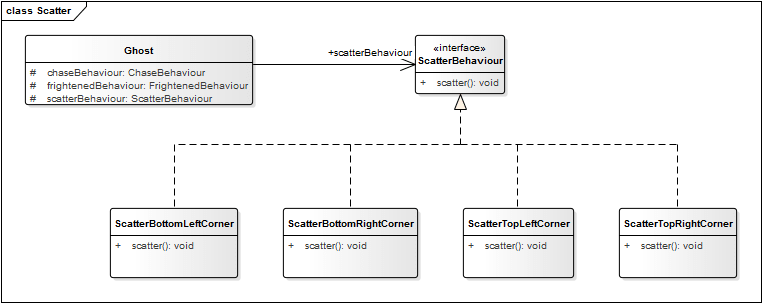 class Scatter
Ghost
# chaseBehaviour: ChaseBehaviour
# frightenedBehaviour: FrightenedBehaviour
# scatterBehaviour: ScatterBehaviour
+scatterBehaviour
«interface»
ScatterBehaviour
+ scatter(): void
ScatterBottomLeftCorner
+ scatter(): void
ScatterBottomRightCorner
+ scatter(): void
ScatterTopLeftCorner
+ scatter(): void
ScatterTopRightCorner
+ scatter(): void